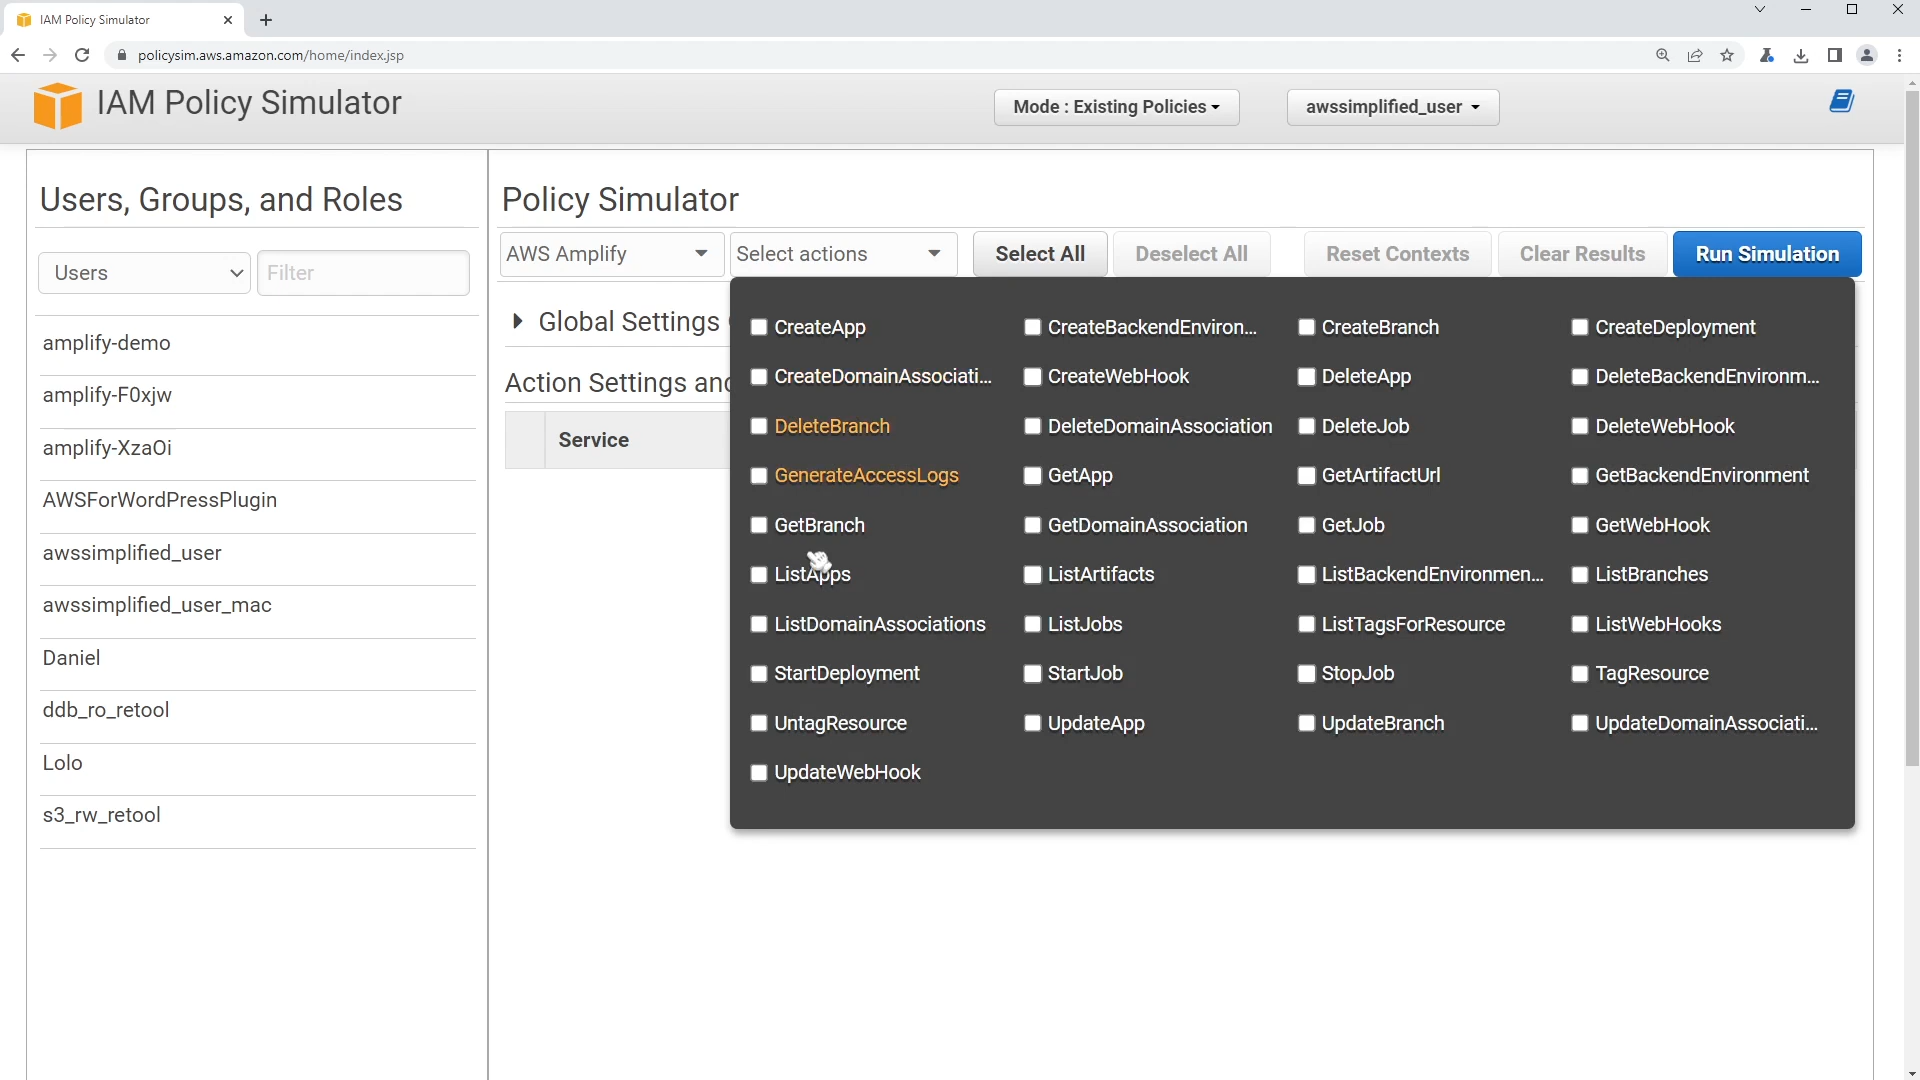 IAM Policy Simulator
policysim.aws.amazon.com/home/index.jsp
IAM Policy Simulator
Mode : Existing Policies
awssimplified_user
Users, Groups, and Roles
Users
Filter
amplify-demo
amplify-F0xjw
amplify-XzaOi
AWSForWordPressPlugin
awssimplified_user
awssimplified_user_mac
Daniel
ddb_ro_retool
Lolo
s3_rw_retool
Policy Simulator
AWS Amplify
Select actions
Select All
Deselect All
Reset Contexts
Clear Results
Run Simulation
Global Settings
Action Settings and
Service
CreateApp
CreateBackendEnviron...
CreateBranch
CreateDeployment
CreateDomainAssociati...
CreateWebHook
DeleteApp
DeleteBackendEnvironm...
DeleteBranch
DeleteDomainAssociation
DeleteJob
DeleteWebHook
GenerateAccessLogs
GetApp
GetArtifactUrl
GetBackendEnvironment
GetBranch
GetDomainAssociation
GetJob
GetWebHook
ListApps
ListArtifacts
ListBackendEnvironmen...
ListBranches
ListDomainAssociations
ListJobs
ListTagsForResource
ListWebHooks
StartDeployment
StartJob
StopJob
TagResource
UntagResource
UpdateApp
UpdateBranch
UpdateDomainAssociati...
UpdateWebHook